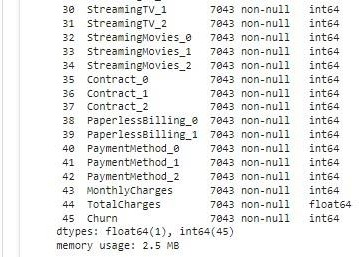 30 StreamingTV_1 7043 non-null int64
31 StreamingTV_2 7043 non-null int64
32 StreamingMovies_0 7043 non-null int64
33 StreamingMovies_1 7043 non-null int64
34 StreamingMovies_2 7043 non-null int64
35 Contract_0 7043 non-null int64
36 Contract_1 7043 non-null int64
37 Contract_2 7043 non-null int64
38 PaperlessBilling_0 7043 non-null int64
39 PaperlessBilling_1 7043 non-null int64
40 PaymentMethod_0 7043 non-null int64
41 PaymentMethod_1 7043 non-null int64
42 PaymentMethod_2 7043 non-null int64
43 MonthlyCharges 7043 non-null int64
44 TotalCharges 7043 non-null float64
45 Churn 7043 non-null int64
dtypes: float64(1), int64(45)
memory usage: 2.5 MB